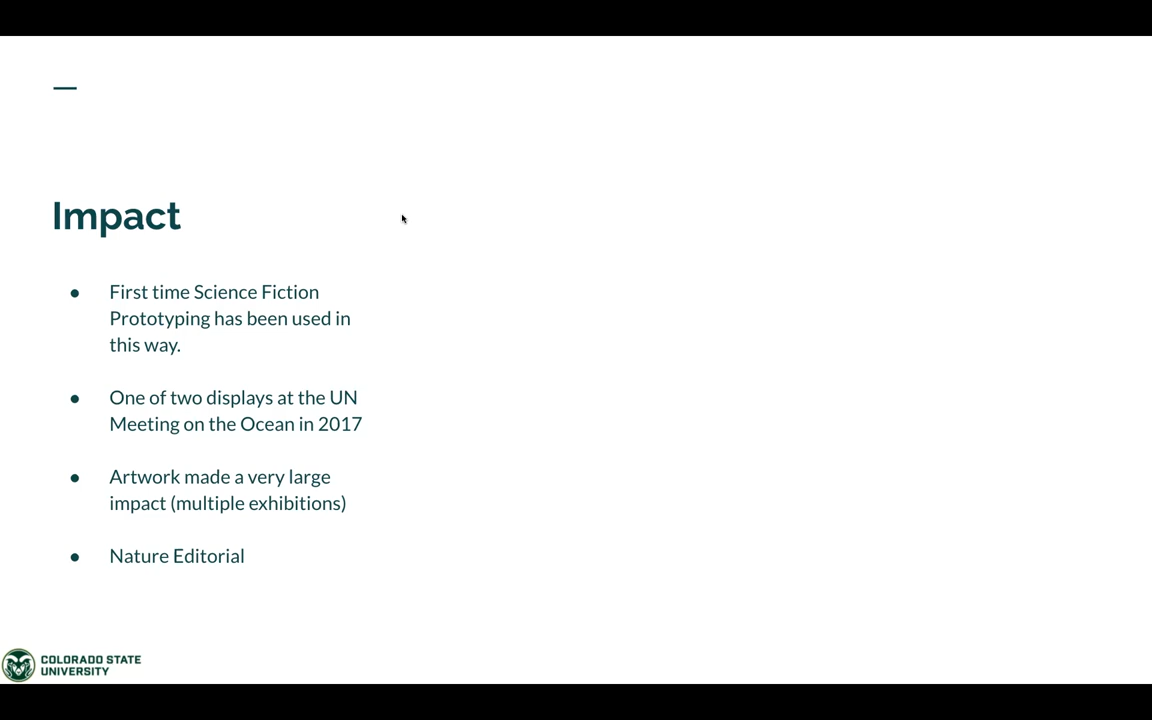 Impact
● First time Science Fiction
Prototyping has been used in
this way.
● One of two displays at the UN
Meeting on the Ocean in 2017
● Artwork made a very large
impact (multiple exhibitions)
● Nature Editorial
COLORADO STATE
UNIVERSITY